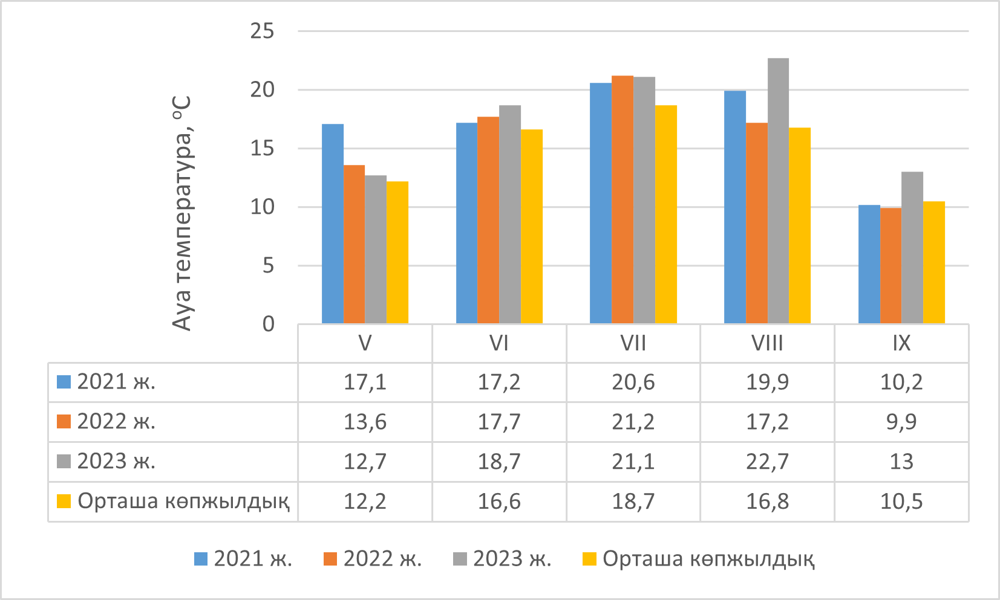 25
20
15
10
5
0
Ауа температура, ºС
V VI VII VIII IX
2021 ж. 17,1 17,2 20,6 19,9 10,2
2022 ж. 13,6 17,7 21,2 17,2 9,9
2023 ж. 12,7 18,7 21,1 22,7 13
Орташа көпжылдық 12,2 16,6 18,7 16,8 10,5
2021 ж. 2022 ж. 2023 ж. Орташа көпжылдық